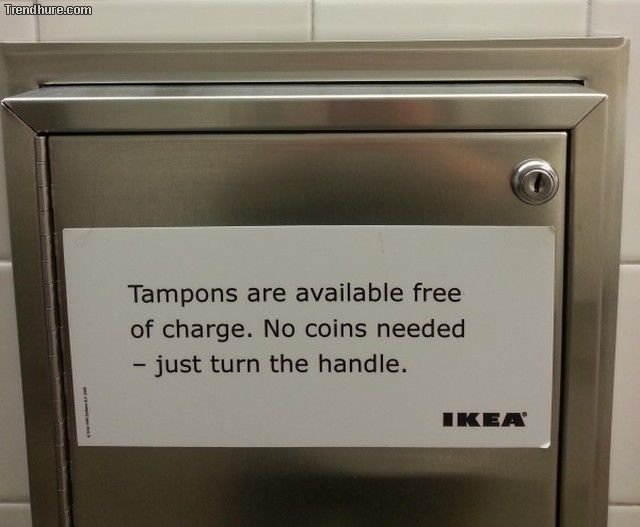 Trendhure.com
Tampons are available free
of charge. No coins needed
– just turn the handle.
IKEA®